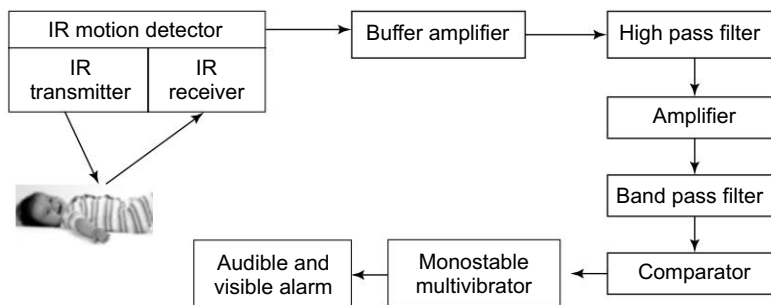 IR motion detector
IR
transmitter
IR
receiver
Buffer amplifier
High pass filter
Amplifier
Band pass filter
Comparator
Monostable
multivibrator
Audible and
visible alarm